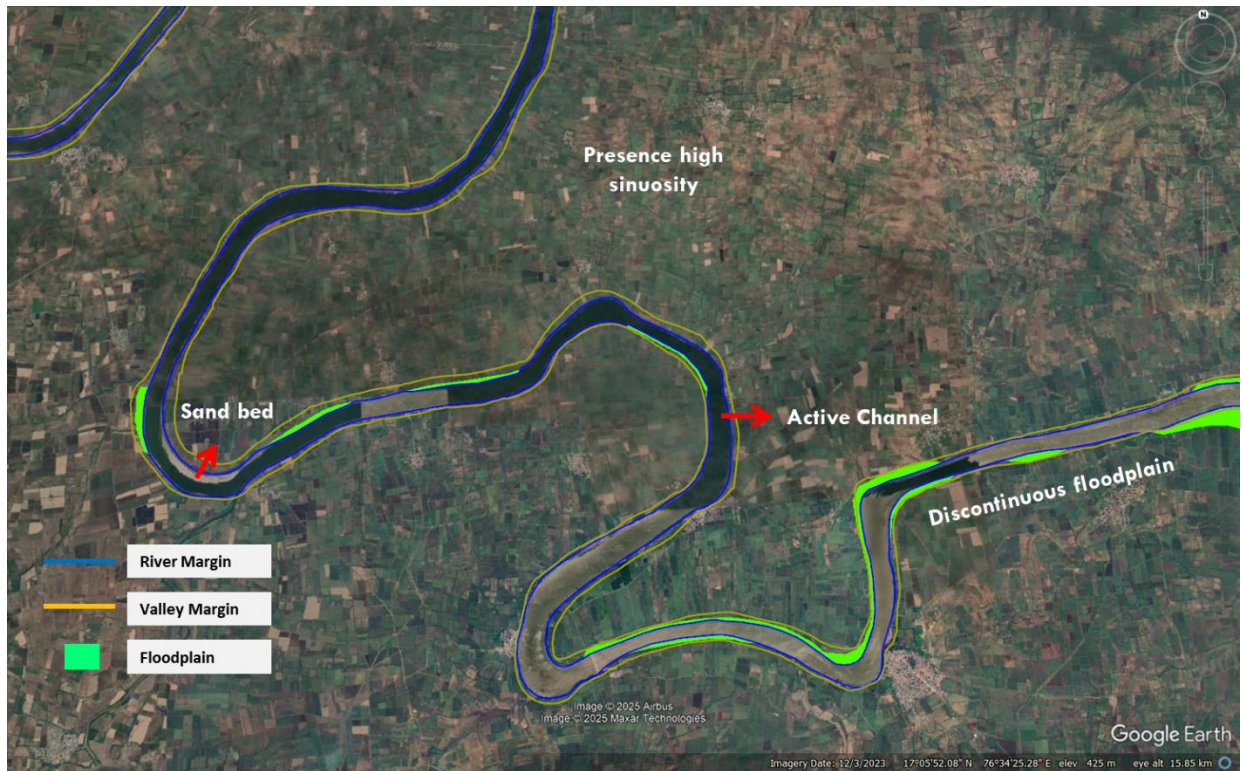 N
Presence high
sinuosity
Sand bed
Active Channel
Discontinuous floodplain
River Margin
Valley Margin
Floodplain
Image © 2025 Airbus
Image © 2025 Maxar Technologies
Google Earth
Imagery Date: 12/3/2023 17°05'52.08" N 76°34'25.28" E elev 425 m eye alt 15.85 km